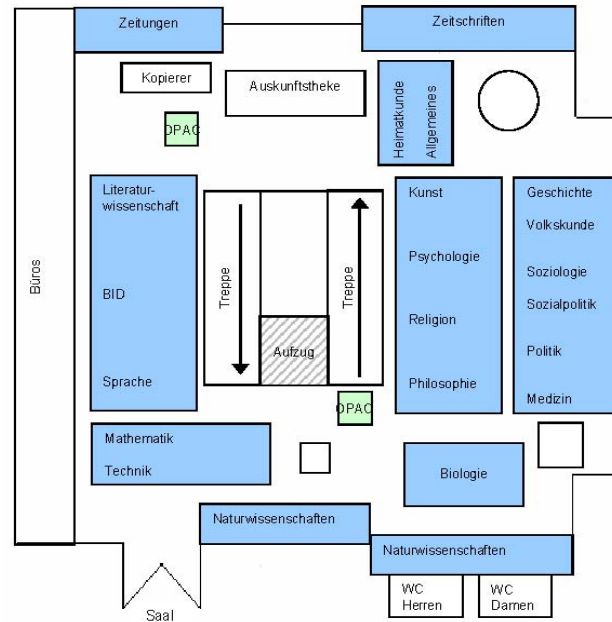 Zeitungen
Zeitschriften
Kopierer
Auskunftstheke
Heimatkunde
Allgemeines
OPAC
Büros
Literatur-
wissenschaft
BID
Sprache
Treppe
Aufzug
Treppe
Kunst
Psychologie
Religion
Philosophie
Geschichte
Volkskunde
Soziologie
Sozialpolitik
Politik
Medizin
OPAC
Mathematik
Technik
Biologie
Naturwissenschaften
Naturwissenschaften
WC
Herren
WC
Damen
Saal